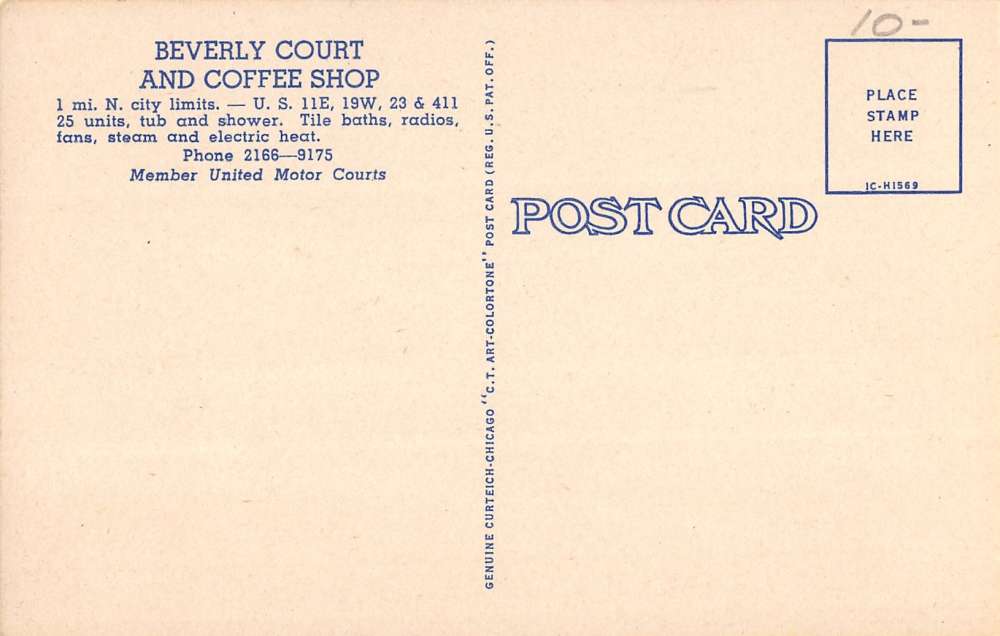 BEVERLY COURT
AND COFFEE SHOP
1 mi. N. city limits. — U. S. 11E, 19W, 23 & 411
25 units, tub and shower. Tile baths, radios,
fans, steam and electric heat.
Phone 2166—9175
Member United Motor Courts
GENUINE CURTEICH-CHICAGO "C.T. ART-COLORTONE" POST CARD (REG. U.S. PAT. OFF.)
POST CARD
10-
PLACE
STAMP
HERE
1C-H1569